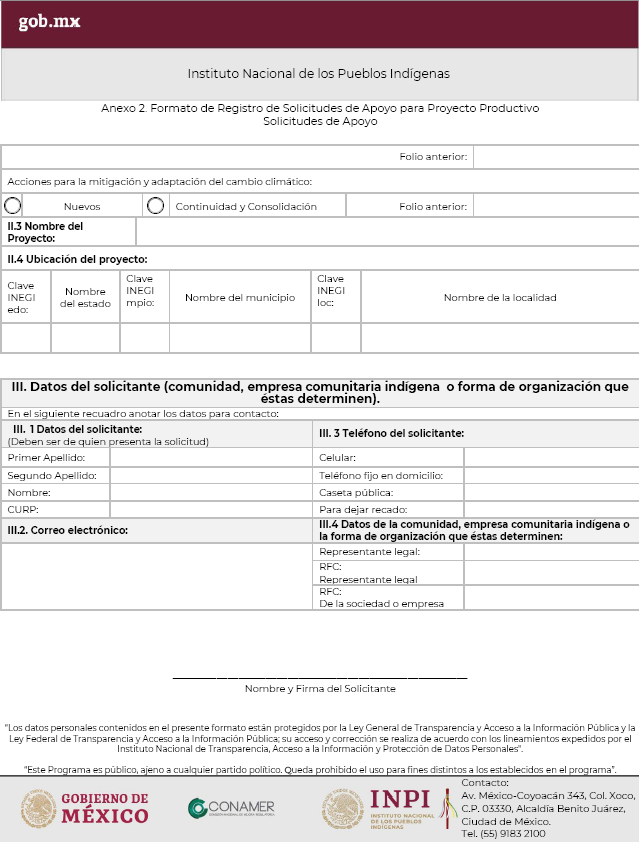 gob.mx
Instituto Nacional de los Pueblos Indígenas
Anexo 2. Formato de Registro de Solicitudes de Apoyo para Proyecto Productivo
Solicitudes de Apoyo
Folio anterior:
Acciones para la mitigación y adaptación del cambio climático:
Nuevos
Continuidad y Consolidación
Folio anterior:
II.3 Nombre del
Proyecto:
II.4 Ubicación del proyecto:
Clave
INEGI
edo:
Nombre
del estado
Clave
INEGI
mpio:
Nombre del municipio
Clave
INEGI
loc:
Nombre de la localidad
III. Datos del solicitante (comunidad, empresa comunitaria indígena o forma de organización que
éstas determinen).
En el siguiente recuadro anotar los datos para contacto:
III. 1 Datos del solicitante:
(Deben ser de quien presenta la solicitud)
III. 3 Teléfono del solicitante:
Primer Apellido:
Celular:
Segundo Apellido:
Teléfono fijo en domicilio:
Nombre:
Caseta pública:
CURP:
Para dejar recado:
III.2. Correo electrónico:
III.4 Datos de la comunidad, empresa comunitaria indígena o
la forma de organización que éstas determinen:
Representante legal:
RFC:
Representante legal
RFC:
De la sociedad o empresa
Nombre y Firma del Solicitante
"Los datos personales contenidos en el presente formato están protegidos por la Ley General de Transparencia y Acceso a la Información Pública y la
Ley Federal de Transparencia y Acceso a la Información Pública; su acceso y corrección se realiza de acuerdo con los lineamientos expedidos por el
Instituto Nacional de Transparencia, Acceso a la Información y Protección de Datos Personales".
"Este Programa es público, ajeno a cualquier partido político. Queda prohibido el uso para fines distintos a los establecidos en el programa".
GOBIERNO DE
MÉXICO
CONAMER
COMISIÓN NACIONAL DE MEJORA REGULATORIA
INPI
INSTITUTO NACIONAL
DE LOS PUEBLOS
INDÍGENAS
Contacto:
Av. México-Coyoacán 343, Col. Xoco,
C.P. 03330, Alcaldía Benito Juárez,
Ciudad de México.
Tel. (55) 9183 2100